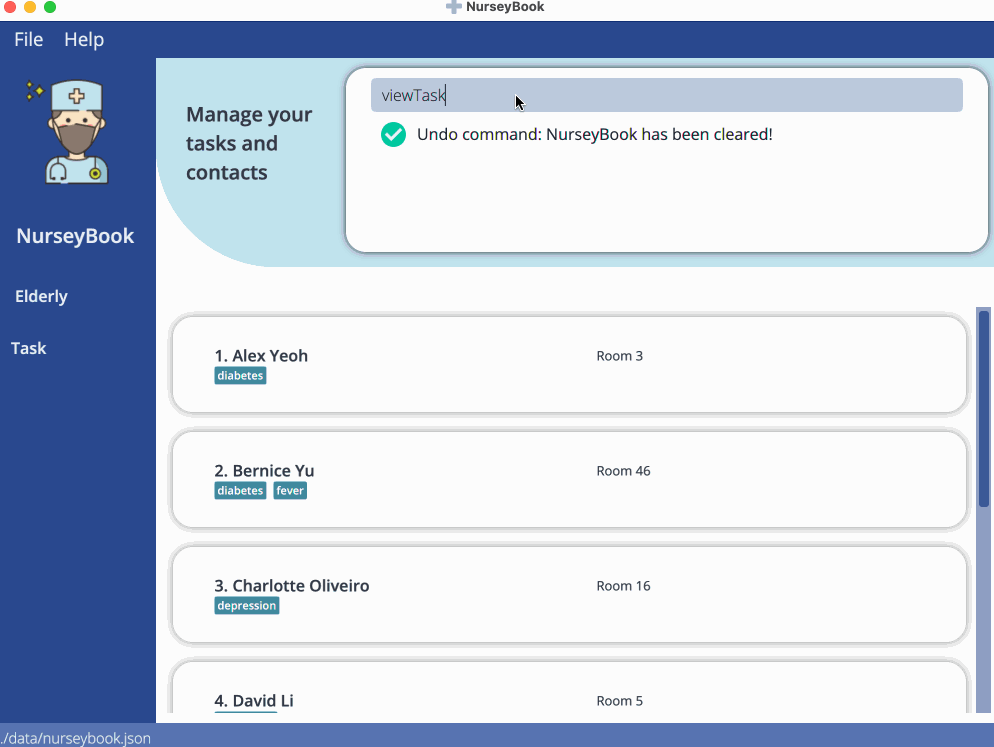 NurseyBook
File Help
Manage your
tasks and
contacts
viewTask
Undo command: NurseyBook has been cleared!
NurseyBook
Elderly
Task
1. Alex Yeoh
Room 3
diabetes
2. Bernice Yu
Room 46
diabetes fever
3. Charlotte Oliveiro
Room 16
depression
4. David Li
Room 5
./data/nurseybook.json